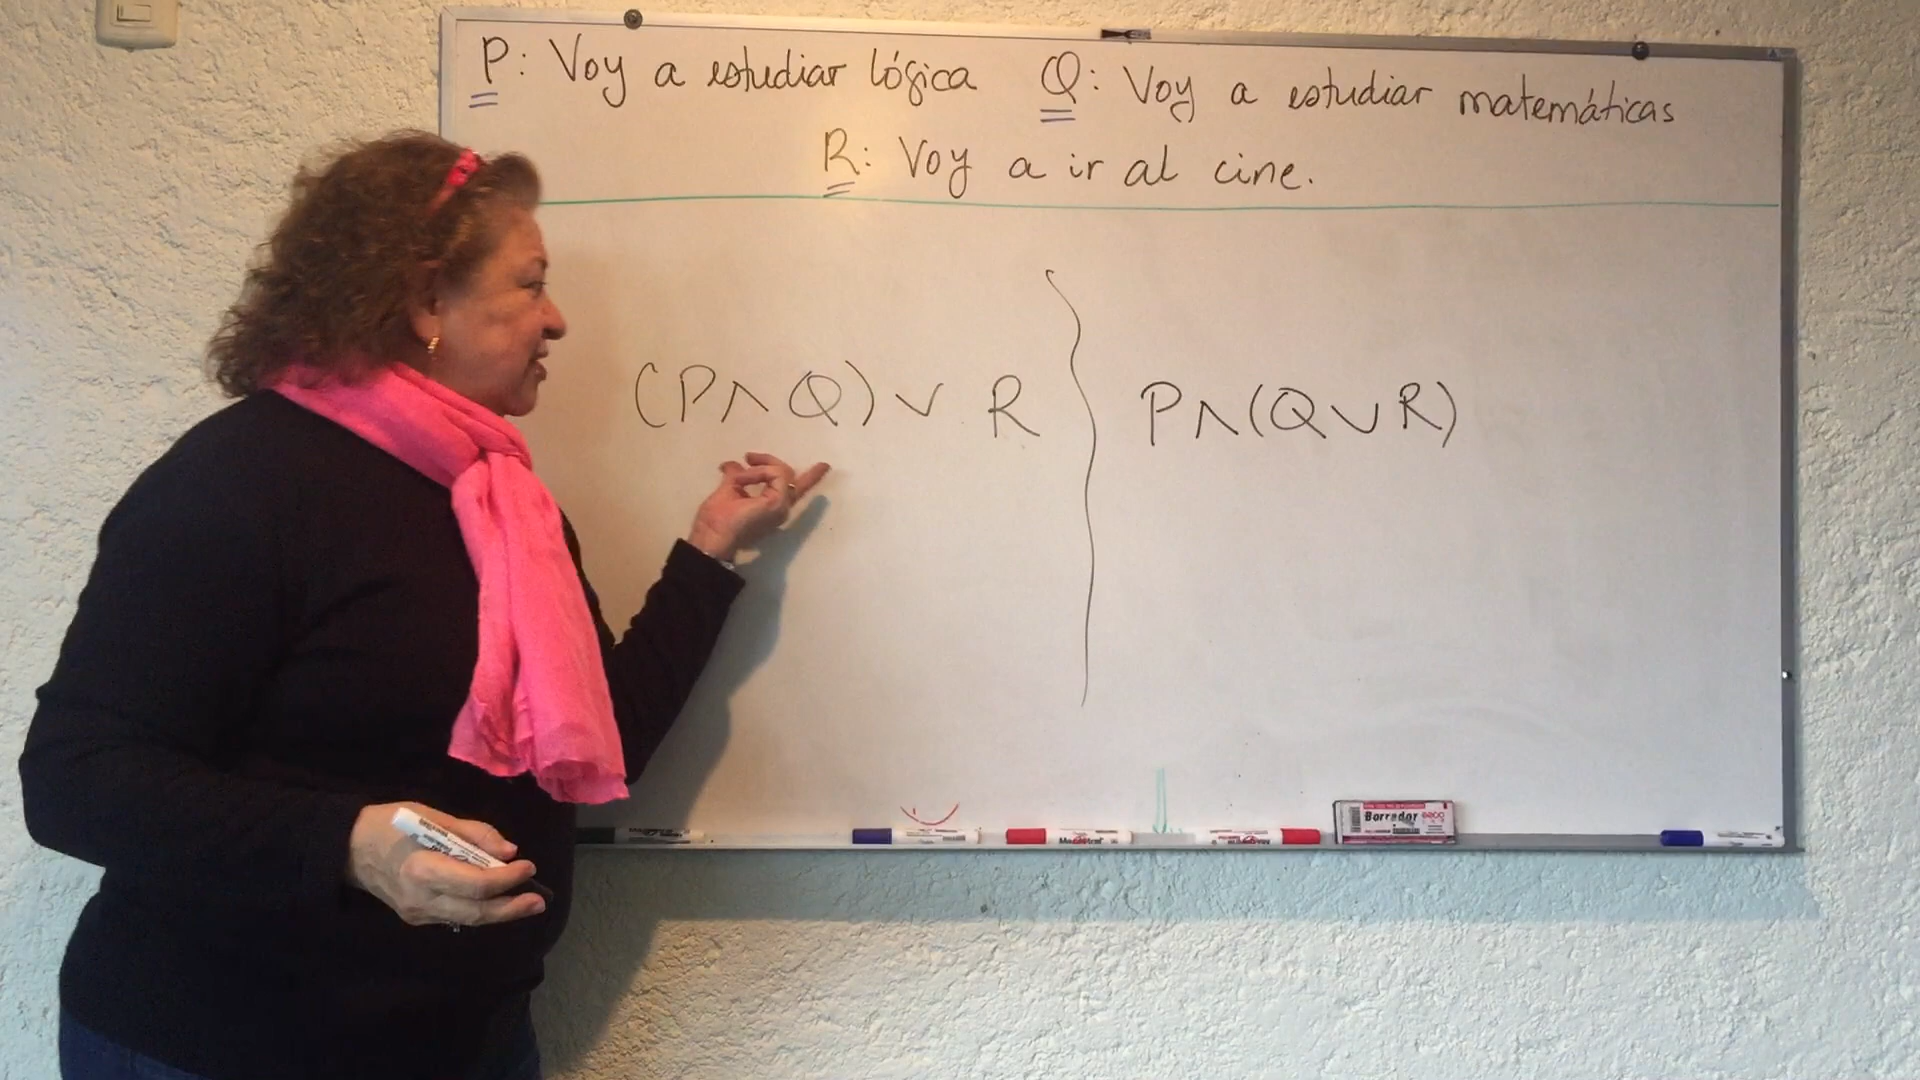 P: Voy a estudiar lógica Q: Voy a estudiar matemáticas
R: Voy a ir al cine.
(P∧Q)∨ R
P∧(Q∨R)
Borrador